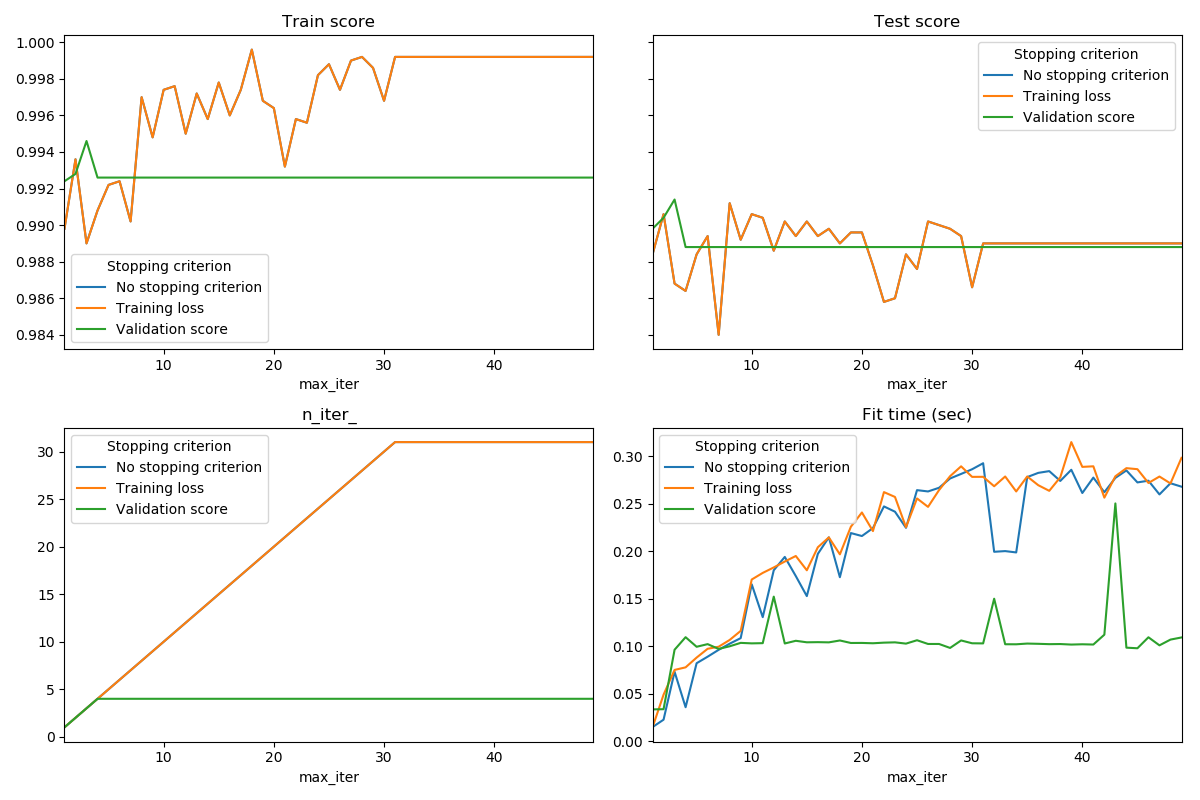 Train score
1.000
0.998
0.996
0.994
0.992
0.990
0.988
0.986
0.984
Stopping criterion
No stopping criterion
Training loss
Validation score
10 20 30 40
max_iter
Test score
Stopping criterion
No stopping criterion
Training loss
Validation score
10 20 30 40
max_iter
n_iter_
30
25
20
15
10
5
0
Stopping criterion
No stopping criterion
Training loss
Validation score
10 20 30 40
max_iter
Fit time (sec)
0.30
0.25
0.20
0.15
0.10
0.05
0.00
Stopping criterion
No stopping criterion
Training loss
Validation score
10 20 30 40
max_iter